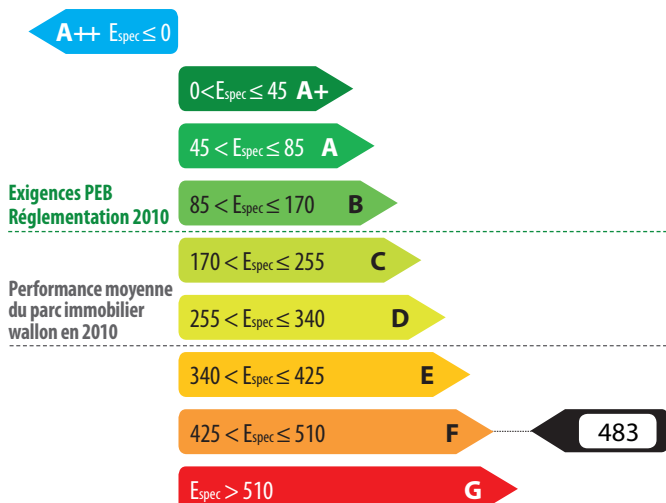 A++ Espec ≤ 0
0<Espec ≤ 45 A+
45 < Espec ≤ 85 A
Exigences PEB
Réglementation 2010
85 < Espec ≤ 170 B
170 < Espec ≤ 255 C
Performance moyenne
du parc immobilier
wallon en 2010
255 < Espec ≤ 340 D
340 < Espec ≤ 425 E
425 < Espec ≤ 510 F 483
Espec > 510 G